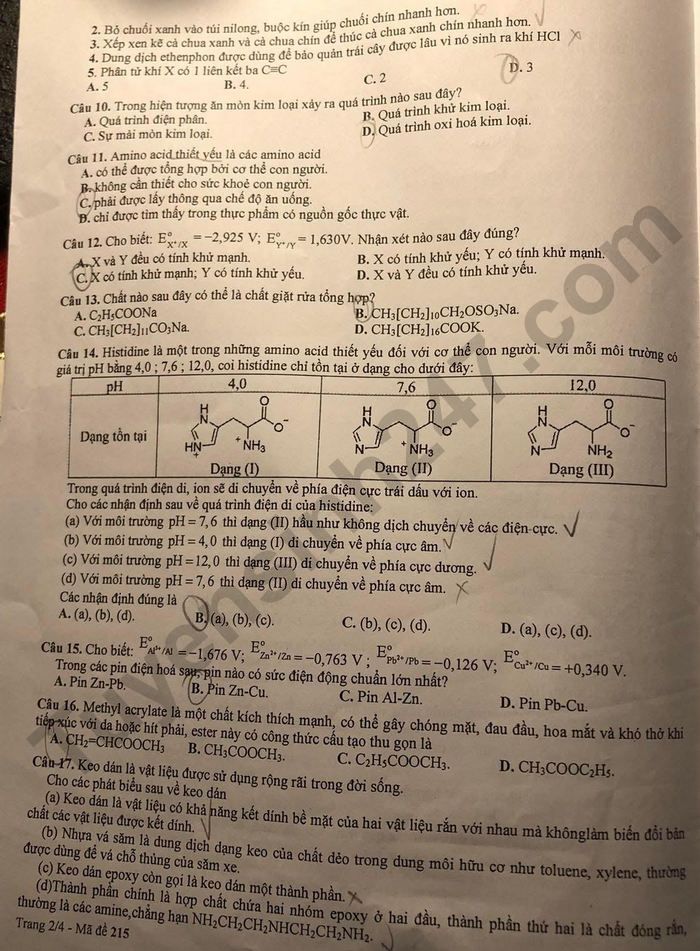 2. Bỏ chuối xanh vào túi nilong, buộc kín giúp chuối chín nhanh hơn.
3. Xếp xen kẽ cà chua xanh và cà chua chín để thúc cà chua xanh chín nhanh hơn.
4. Dung dịch ethenphon được dùng để bảo quản trái cây được lâu vì nó sinh ra khí HCl
5. Phân tử khí X có 1 liên kết ba C≡C
A. 5 B. 4. C. 2 D. 3
Câu 10. Trong hiện tượng ăn mòn kim loại xảy ra quá trình nào sau đây?
A. Quá trình điện phân. B. Quá trình khử kim loại.
C. Sự mài mòn kim loại. D. Quá trình oxi hoá kim loại.
Câu 11. Amino acid thiết yếu là các amino acid
A. có thể được tổng hợp bởi cơ thể con người.
B. không cần thiết cho sức khoẻ con người.
C. phải được lấy thông qua chế độ ăn uống.
D. chỉ được tìm thấy trong thực phẩm có nguồn gốc thực vật.
Câu 12. Cho biết: E°X⁺/X = −2,925 V; E°Y⁺/Y = 1,630V. Nhận xét nào sau đây đúng?
A. X và Y đều có tính khử mạnh. B. X có tính khử yếu; Y có tính khử mạnh.
C. X có tính khử mạnh; Y có tính khử yếu. D. X và Y đều có tính khử yếu.
Câu 13. Chất nào sau đây có thể là chất giặt rửa tổng hợp?
A. C₂H₅COONa B. CH₃[CH₂]₁₀CH₂OSO₃Na.
C. CH₃[CH₂]₁₁CO₃Na. D. CH₃[CH₂]₁₆COOK.
Câu 14. Histidine là một trong những amino acid thiết yếu đối với cơ thể con người. Với mỗi môi trường có
giá trị pH bằng 4,0 ; 7,6 ; 12,0, coi histidine chỉ tồn tại ở dạng cho dưới đây:
pH 4,0 7,6 12,0
Dạng tồn tại
H N O O⁻ HN + + NH₃ H N O O⁻ N + NH₃ H N O O⁻ N NH₂
Dạng (I) Dạng (II) Dạng (III)
Trong quá trình điện di, ion sẽ di chuyển về phía điện cực trái dấu với ion.
Cho các nhận định sau về quá trình điện di của histidine:
(a) Với môi trường pH = 7,6 thì dạng (II) hầu như không dịch chuyển về các điện cực.
(b) Với môi trường pH = 4,0 thì dạng (I) di chuyển về phía cực âm.
(c) Với môi trường pH = 12,0 thì dạng (III) di chuyển về phía cực dương.
(d) Với môi trường pH = 7,6 thì dạng (II) di chuyển về phía cực âm.
Các nhận định đúng là
A. (a), (b), (d). B. (a), (b), (c). C. (b), (c), (d). D. (a), (c), (d).
Câu 15. Cho biết: E°Al³⁺/Al = −1,676 V; E°Zn²⁺/Zn = −0,763 V ; E°Pb²⁺/Pb = −0,126 V; E°Cu²⁺/Cu = +0,340 V.
Trong các pin điện hoá sau, pin nào có sức điện động chuẩn lớn nhất?
A. Pin Zn-Pb. B. Pin Zn-Cu. C. Pin Al-Zn. D. Pin Pb-Cu.
Câu 16. Methyl acrylate là một chất kích thích mạnh, có thể gây chóng mặt, đau đầu, hoa mắt và khó thở khi
tiếp xúc với da hoặc hít phải, ester này có công thức cấu tạo thu gọn là
A. CH₂=CHCOOCH₃ B. CH₃COOCH₃. C. C₂H₅COOCH₃. D. CH₃COOC₂H₅.
Câu 17. Keo dán là vật liệu được sử dụng rộng rãi trong đời sống.
Cho các phát biểu sau về keo dán
(a) Keo dán là vật liệu có khả năng kết dính bề mặt của hai vật liệu rắn với nhau mà khônglàm biến đổi bản
chất các vật liệu được kết dính.
(b) Nhựa vá săm là dung dịch dạng keo của chất dẻo trong dung môi hữu cơ như toluene, xylene, thường
được dùng để vá chỗ thủng của săm xe.
(c) Keo dán epoxy còn gọi là keo dán một thành phần.
(d)Thành phần chính là hợp chất chứa hai nhóm epoxy ở hai đầu, thành phần thứ hai là chất đóng rắn,
thường là các amine,chẳng hạn NH₂CH₂CH₂NHCH₂CH₂NH₂.
Trang 2/4 - Mã đề 215